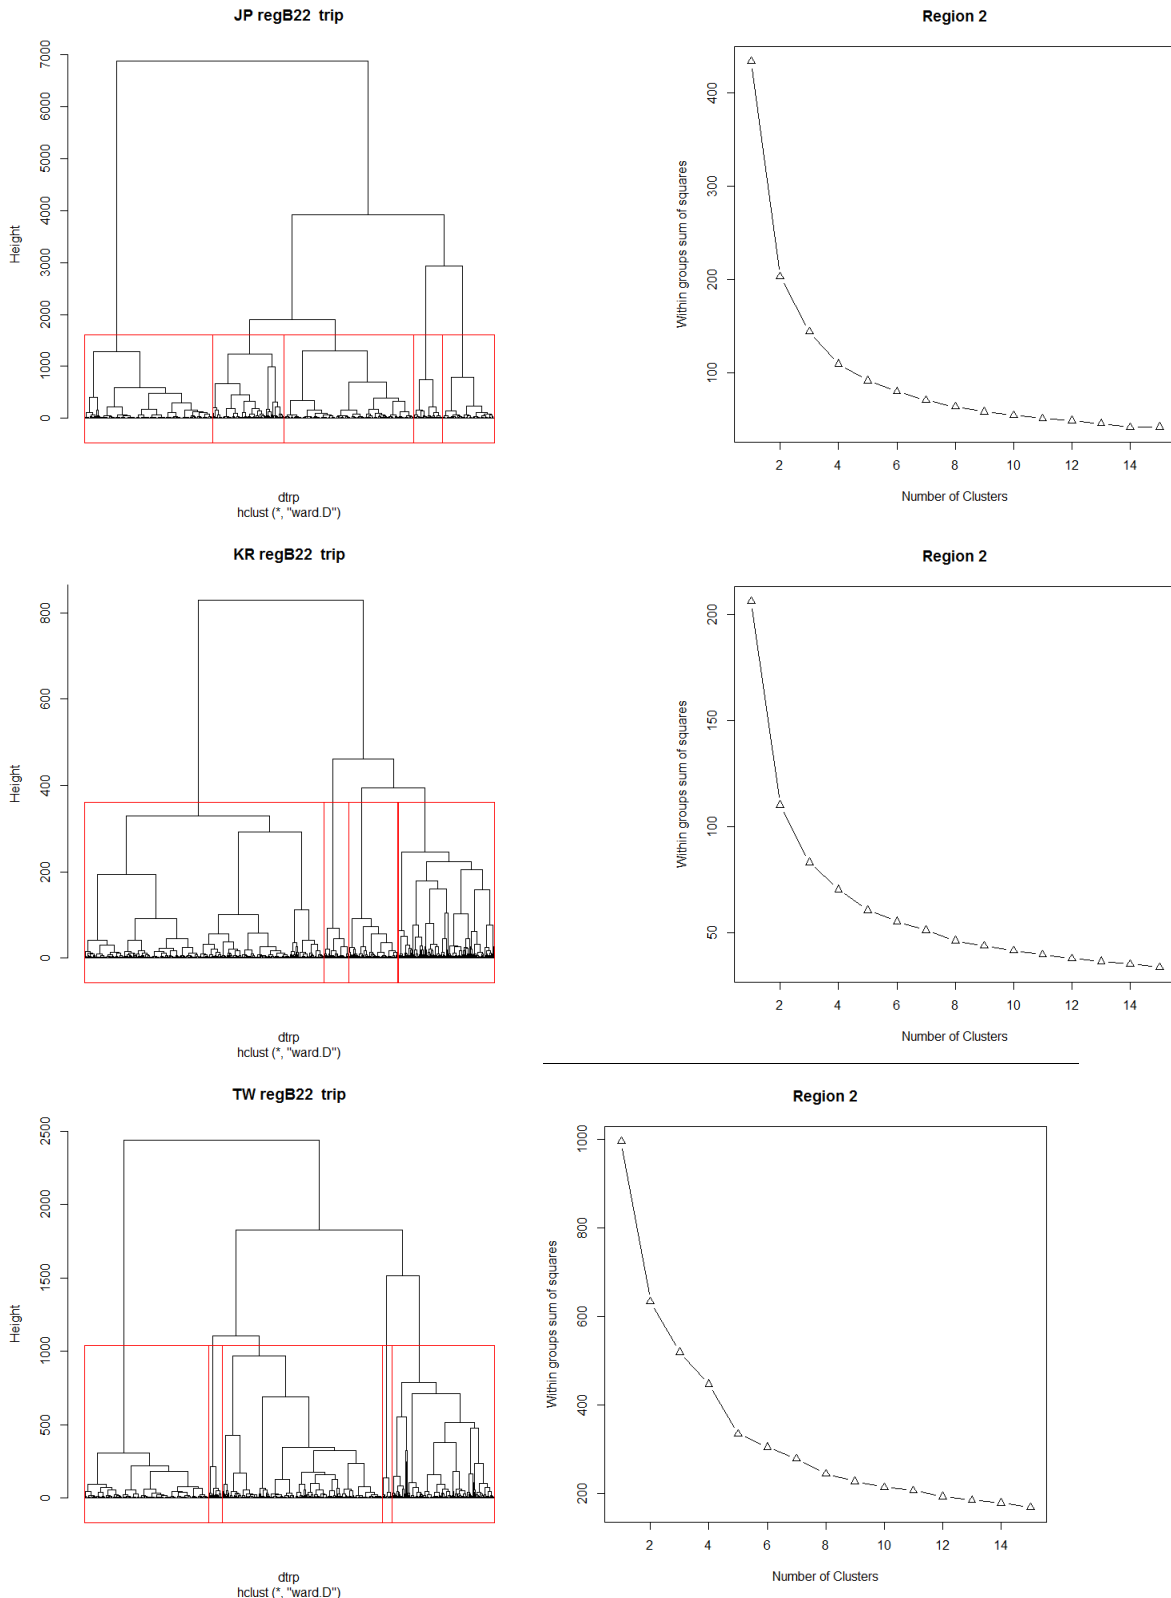 JP regB22 trip
Region 2
Height
7000
6000
5000
4000
3000
2000
1000
0
dtrp
hclust (*, "ward.D")
Within groups sum of squares
400
300
200
100
2 4 6 8 10 12 14
Number of Clusters
KR regB22 trip
Region 2
Height
800
600
400
200
0
dtrp
hclust (*, "ward.D")
Within groups sum of squares
200
150
100
50
2 4 6 8 10 12 14
Number of Clusters
TW regB22 trip
Region 2
Height
2500
2000
1500
1000
500
0
dtrp
hclust (*, "ward.D")
Within groups sum of squares
1000
800
600
400
200
2 4 6 8 10 12 14
Number of Clusters